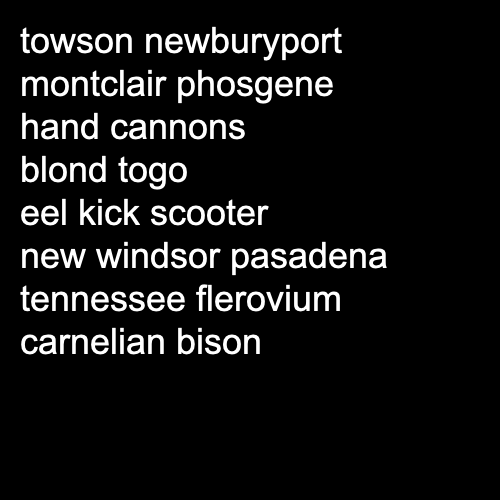 towson newburyport
montclair phosgene
hand cannons
blond togo
eel kick scooter
new windsor pasadena
tennessee flerovium
carnelian bison